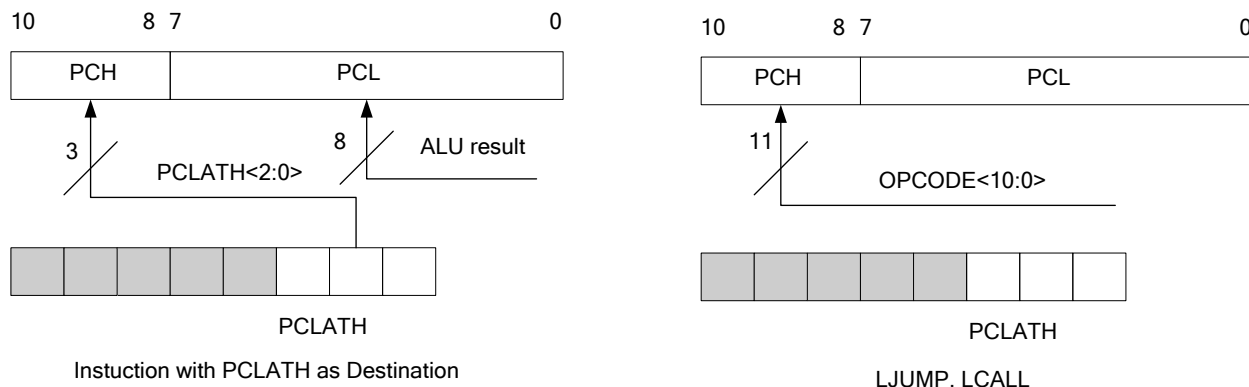 10 8 7 0
PCH PCL
3 8 ALU result
PCLATH<2:0>
PCLATH
Instuction with PCLATH as Destination
10 8 7 0
PCH PCL
11
OPCODE<10:0>
PCLATH
LJUMP, LCALL